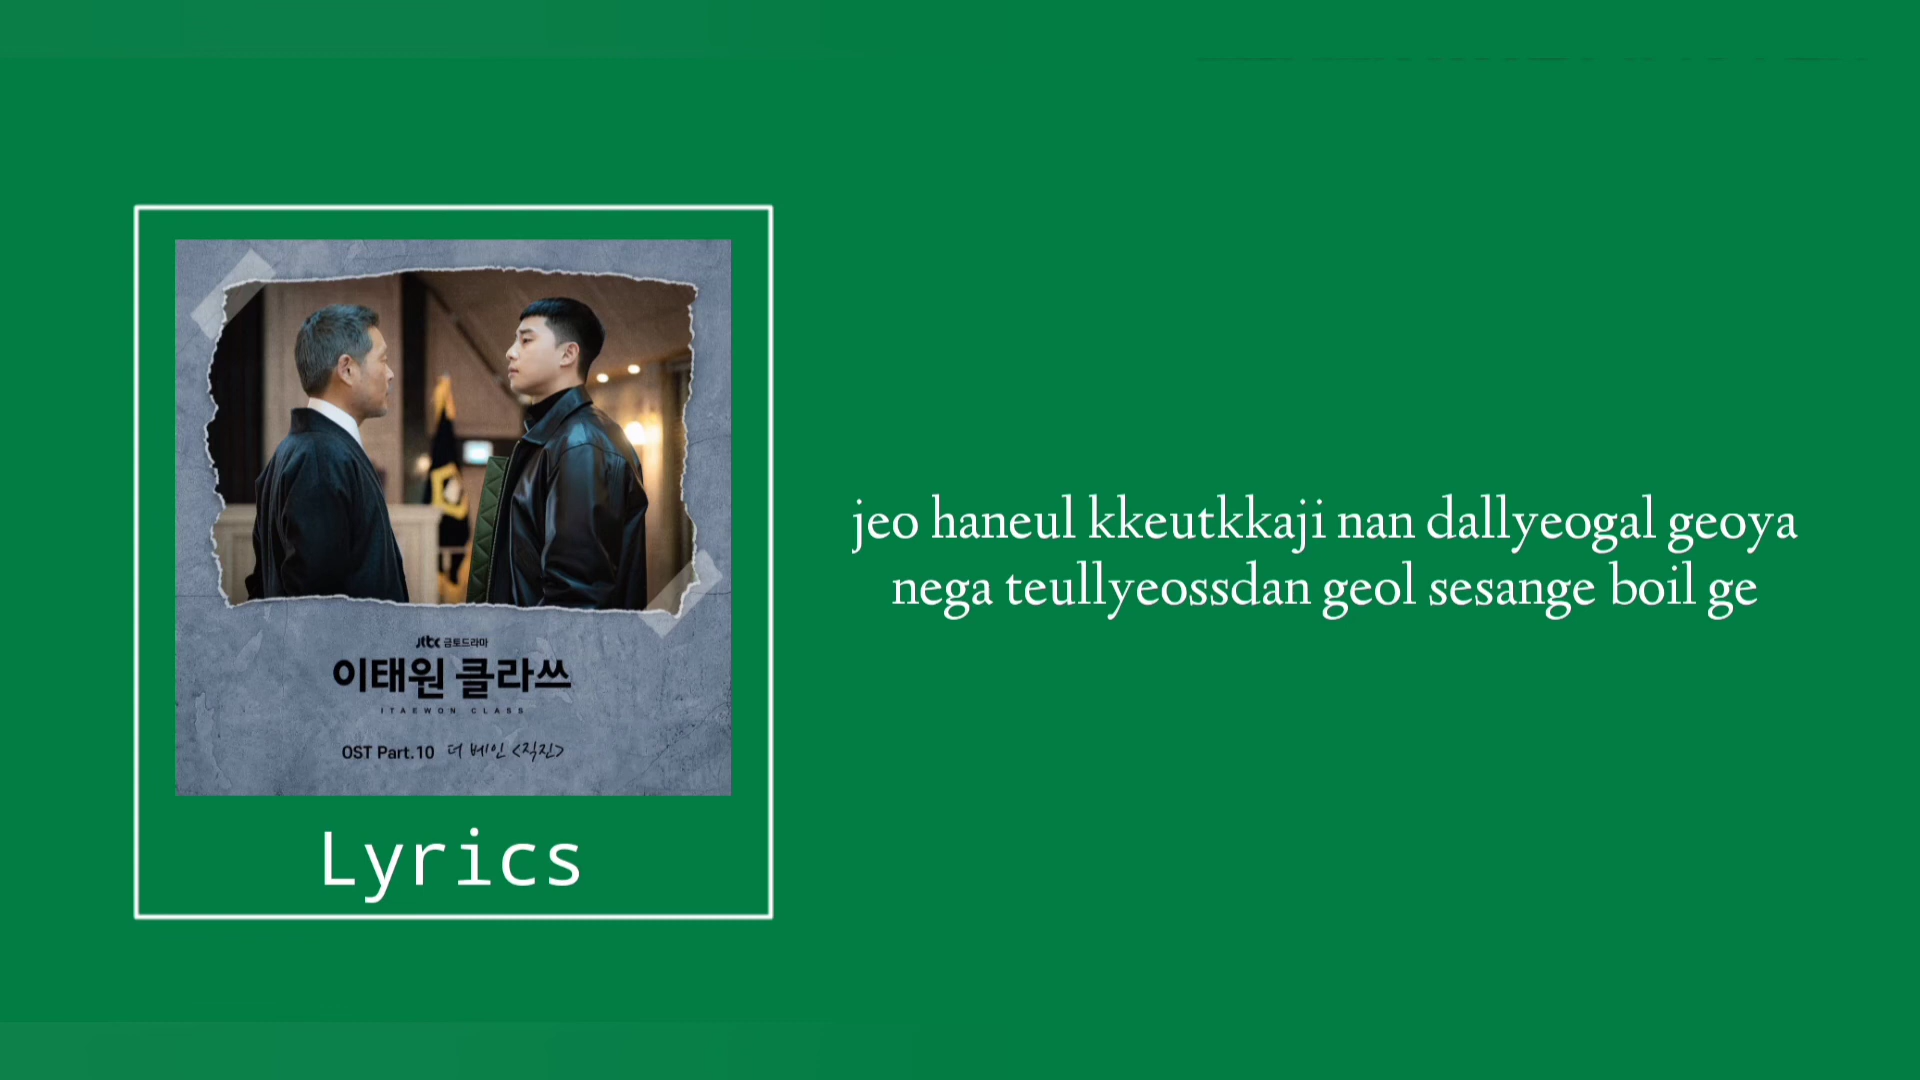 jtbc 금토드라마
이태원 클라쓰
ITAEWON CLASS
OST Part.10 더 베인 <직진>
Lyrics
jeo haneul kkeutkkaji nan dallyeogal geoya
nega teullyeossdan geol sesange boil ge